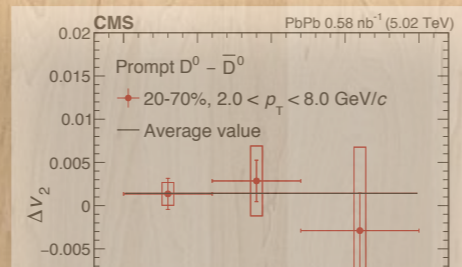 CMS PbPb 0.58 nb⁻¹ (5.02 TeV)
0.02
Prompt D⁰ − D̅⁰
0.015
20-70%, 2.0 < p_T < 8.0 GeV/c
0.01
Average value
0.005
Δv₂
0
−0.005